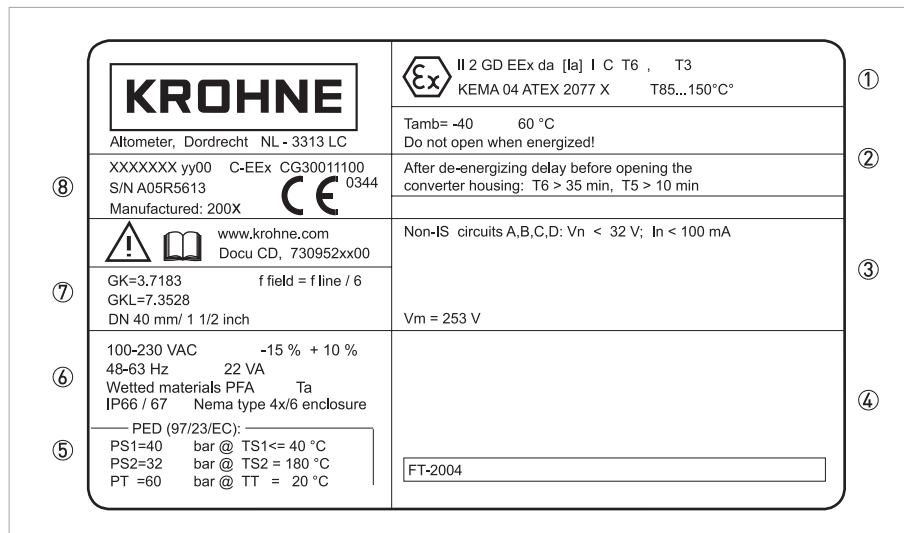 KROHNE
Altometer, Dordrecht NL - 3313 LC
XXXXXXX yy00 C-EEx CG30011100
S/N A05R5613
CE 0344
Manufactured: 200X
www.krohne.com
Docu CD, 730952xx00
GK=3.7183 f field = f line / 6
GKL=7.3528
DN 40 mm/ 1 1/2 inch
100-230 VAC -15 % + 10 %
48-63 Hz 22 VA
Wetted materials PFA Ta
IP66 / 67 Nema type 4x/6 enclosure
PED (97/23/EC):
PS1=40 bar @ TS1<= 40 °C
PS2=32 bar @ TS2 = 180 °C
PT =60 bar @ TT = 20 °C
Ex
II 2 GD EEx da [Ia] I C T6 , T3
KEMA 04 ATEX 2077 X T85...150°C°
Tamb= -40 60 °C
Do not open when energized!
After de-energizing delay before opening the
converter housing: T6 > 35 min, T5 > 10 min
Non-IS circuits A,B,C,D: Vn < 32 V; In < 100 mA
Vm = 253 V
FT-2004
①
②
③
④
⑤
⑥
⑦
⑧